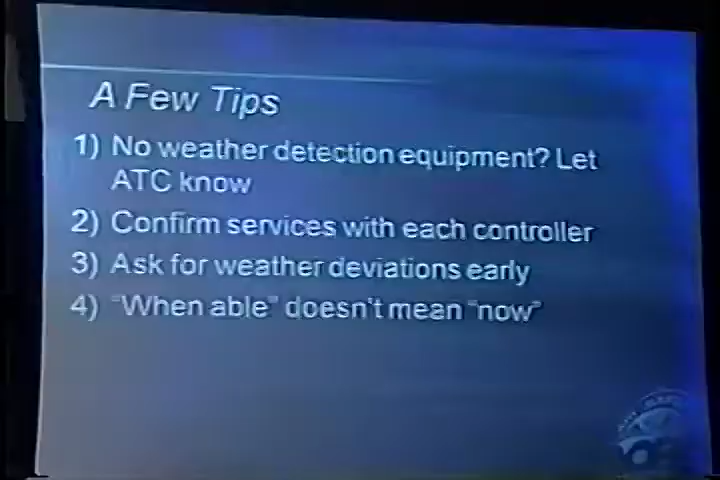 A Few Tips
1) No weather detection equipment? Let
ATC know
2) Confirm services with each controller
3) Ask for weather deviations early
4) "When able" doesn't mean "now"